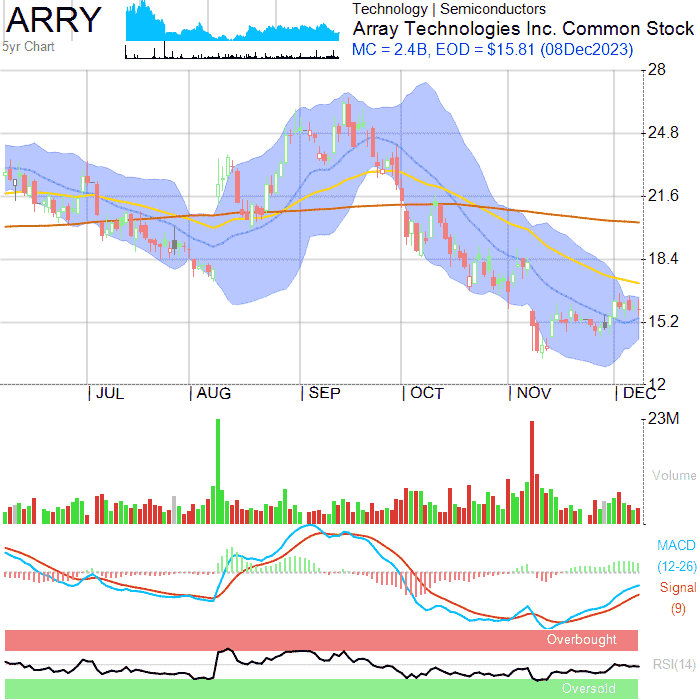 ARRY
5yr Chart
Technology | Semiconductors
Array Technologies Inc. Common Stock
MC = 2.4B, EOD = $15.81 (08Dec2023)
28
24.8
21.6
18.4
15.2
12
JUL
AUG
SEP
OCT
NOV
DEC
23M
Volume
MACD
(12-26)
Signal
(9)
Overbought
RSI(14)
Oversold